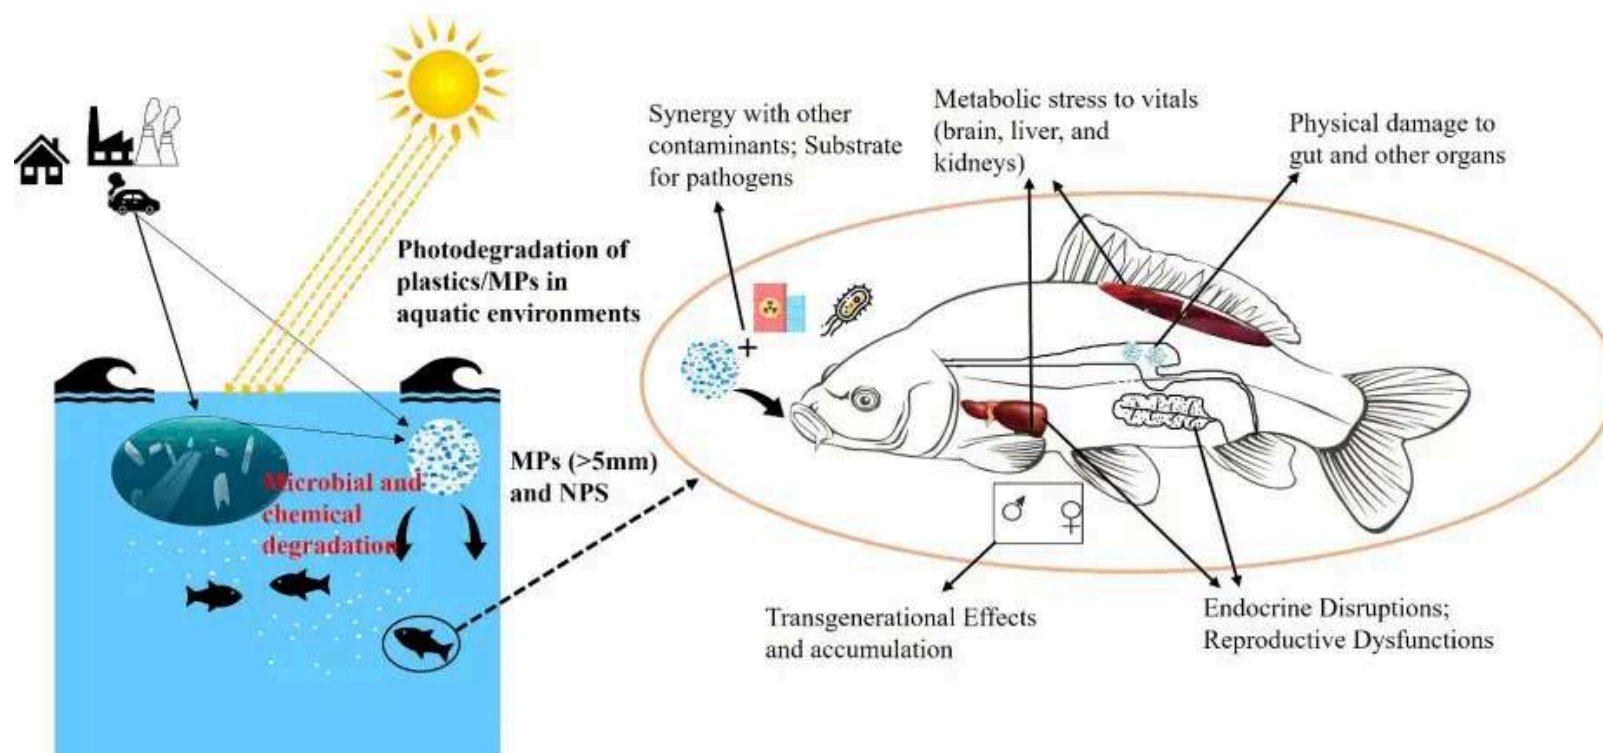 Synergy with other
contaminants; Substrate
for pathogens
Metabolic stress to vitals
(brain, liver, and
kidneys)
Physical damage to
gut and other organs
Photodegradation of
plastics/MPs in
aquatic environments
+
MPs (>5mm)
and NPS
Microbial and
chemical
degradation
♂ ♀
Transgenerational Effects
and accumulation
Endocrine Disruptions;
Reproductive Dysfunctions